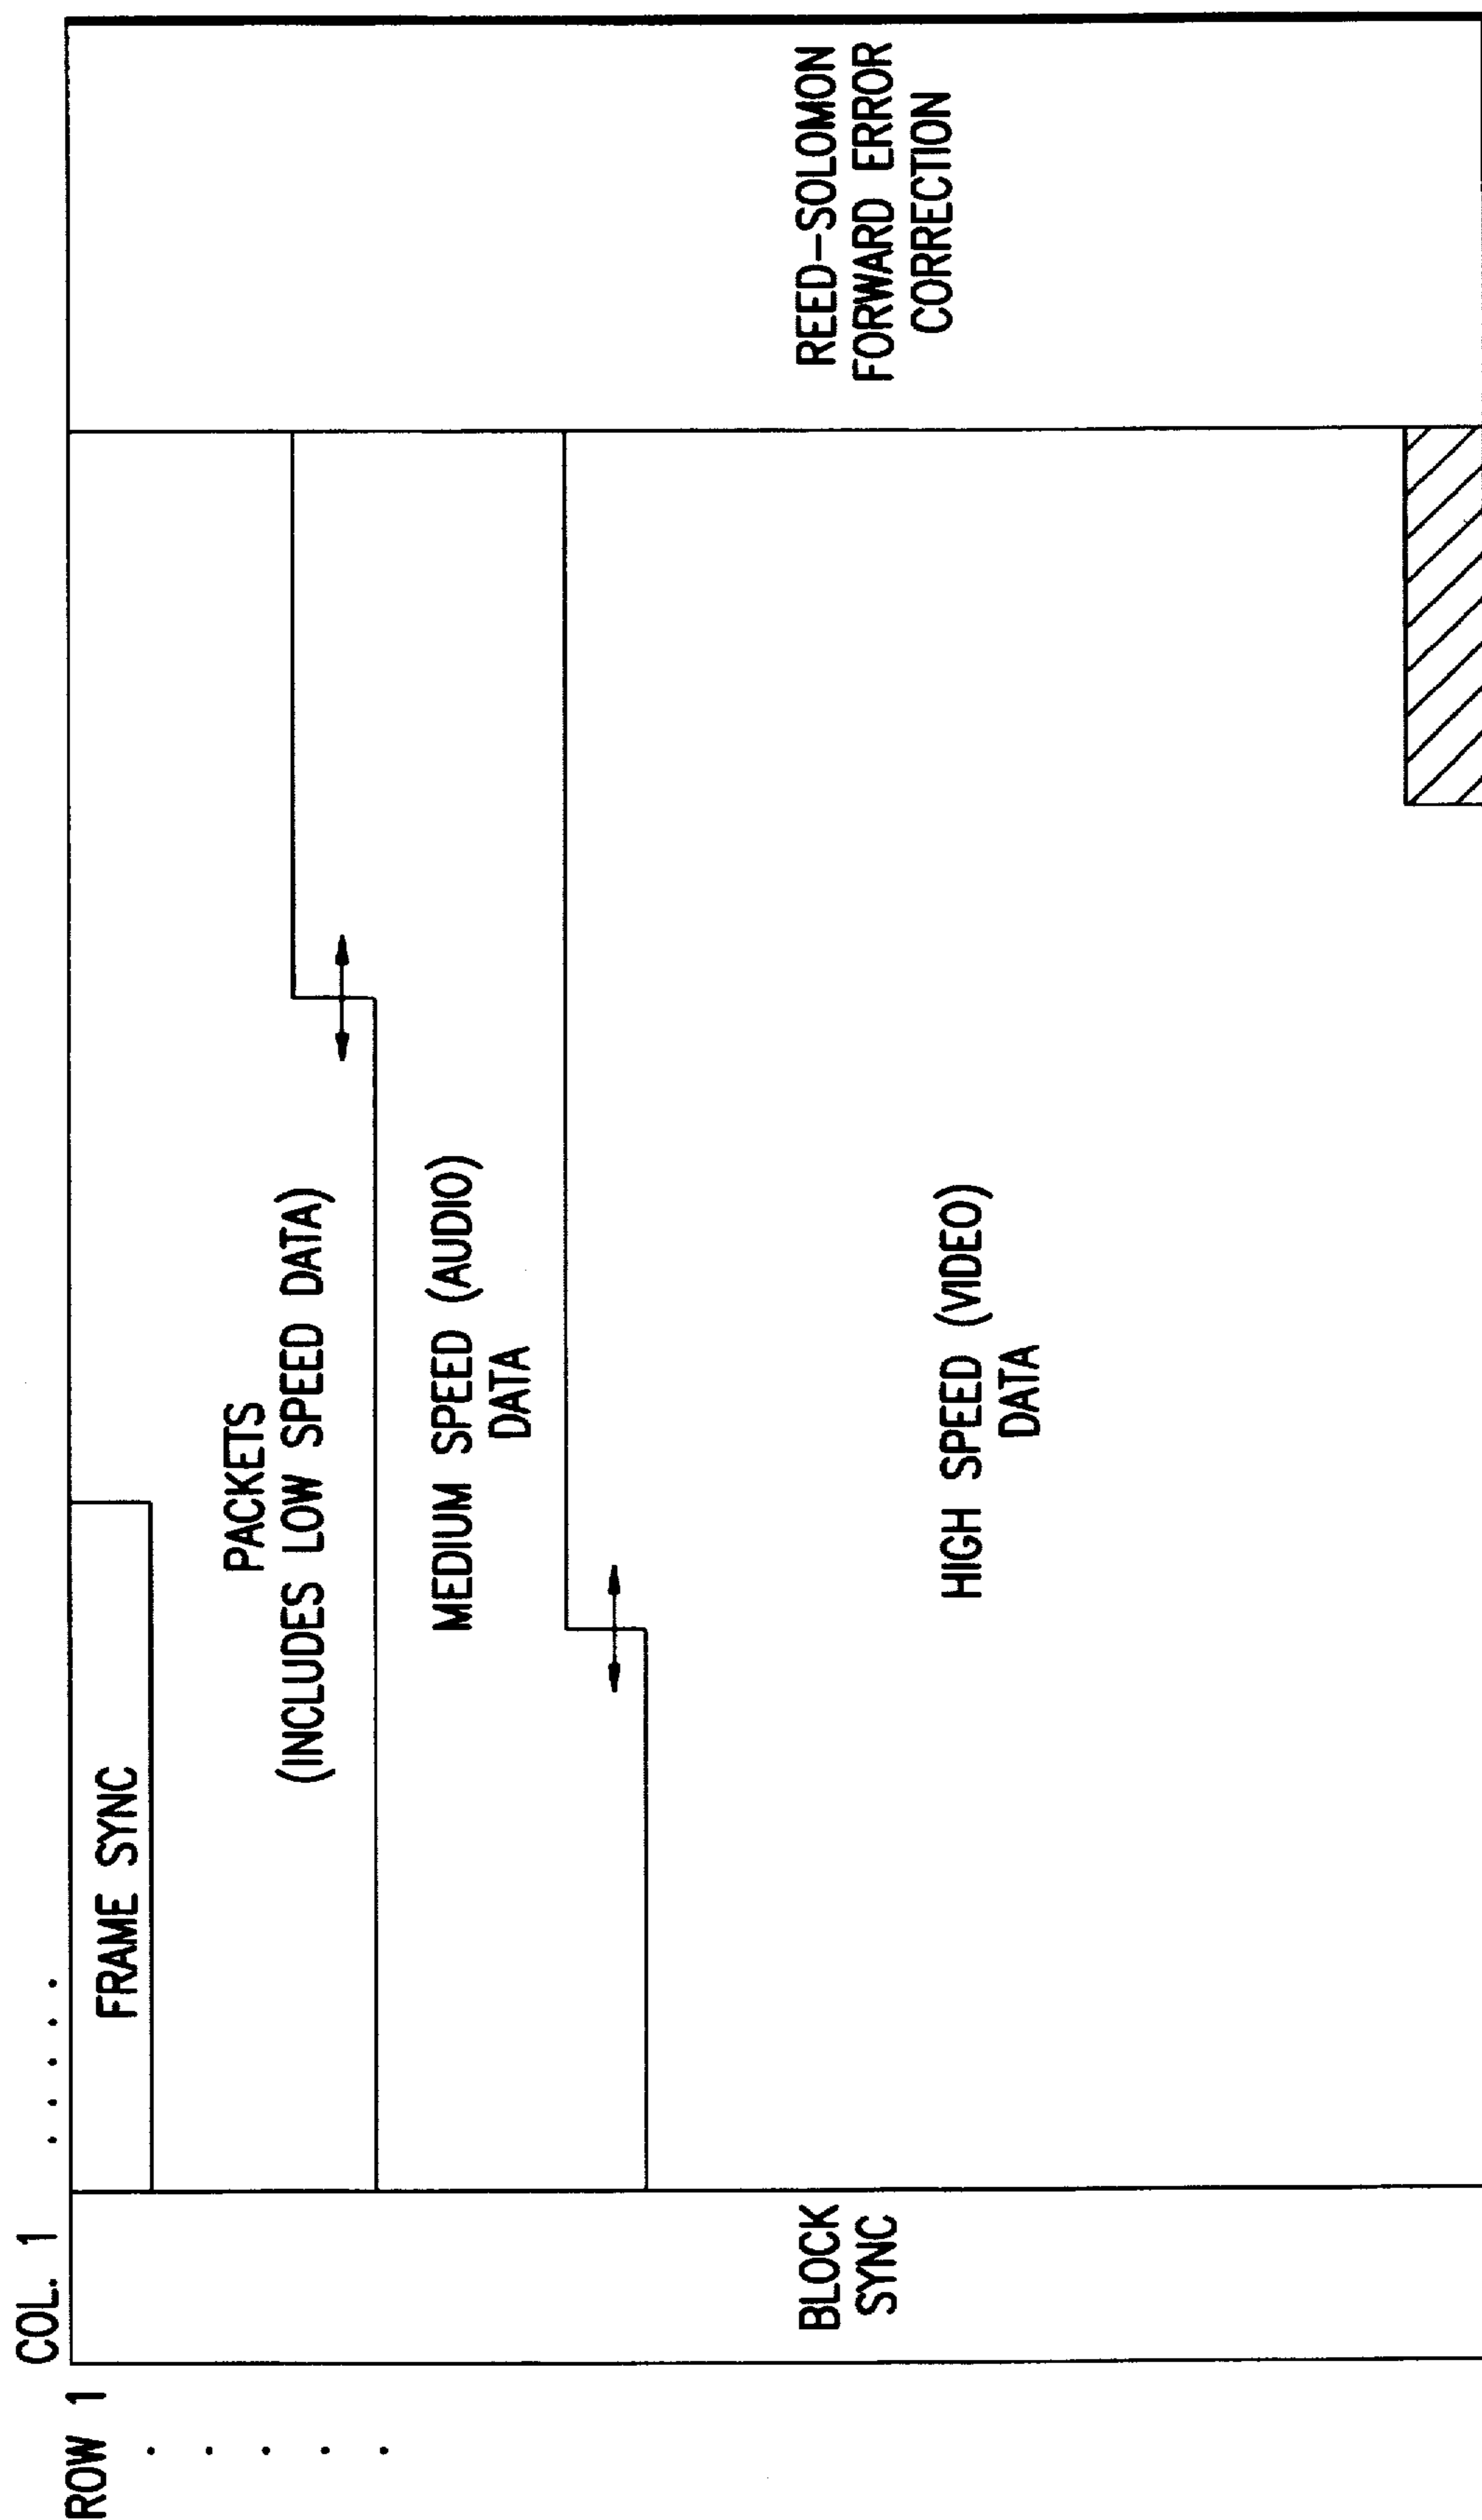 COL. 1 . . . . .
ROW 1
.
.
.
.
.
FRAME SYNC
PACKETS
(INCLUDES LOW SPEED DATA)
MEDIUM SPEED (AUDIO)
DATA
BLOCK
SYNC
HIGH SPEED (VIDEO)
DATA
REED-SOLOMON
FORWARD ERROR
CORRECTION